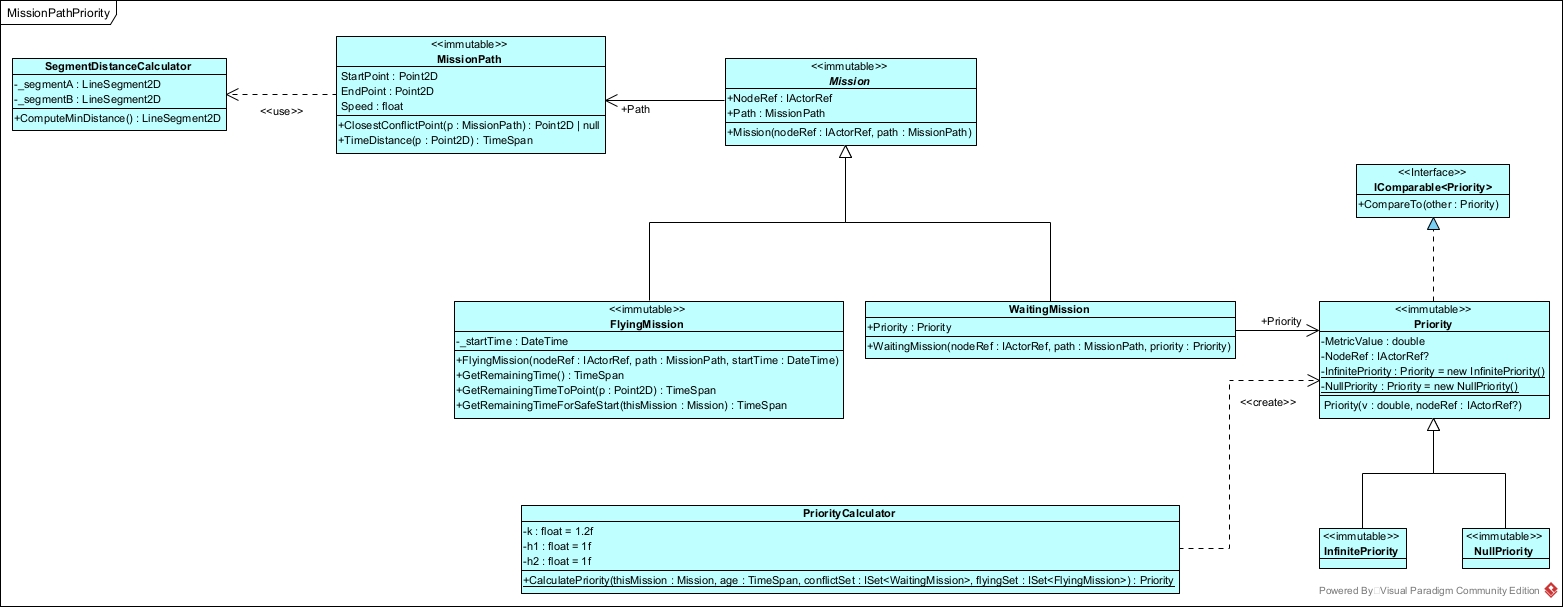 MissionPathPriority
SegmentDistanceCalculator
-_segmentA : LineSegment2D
-_segmentB : LineSegment2D
+ComputeMinDistance() : LineSegment2D
<<use>>
<<immutable>>
MissionPath
StartPoint : Point2D
EndPoint : Point2D
Speed : float
+ClosestConflictPoint(p : MissionPath) : Point2D | null
+TimeDistance(p : Point2D) : TimeSpan
+Path
<<immutable>>
Mission
+NodeRef : IActorRef
+Path : MissionPath
+Mission(nodeRef : IActorRef, path : MissionPath)
<<Interface>>
IComparable<Priority>
+CompareTo(other : Priority)
<<immutable>>
FlyingMission
-_startTime : DateTime
+FlyingMission(nodeRef : IActorRef, path : MissionPath, startTime : DateTime)
+GetRemainingTime() : TimeSpan
+GetRemainingTimeToPoint(p : Point2D) : TimeSpan
+GetRemainingTimeForSafeStart(thisMission : Mission) : TimeSpan
WaitingMission
+Priority : Priority
+WaitingMission(nodeRef : IActorRef, path : MissionPath, priority : Priority)
+Priority
<<immutable>>
Priority
-MetricValue : double
-NodeRef : IActorRef?
-InfinitePriority : Priority = new InfinitePriority()
-NullPriority : Priority = new NullPriority()
Priority(v : double, nodeRef : IActorRef?)
<<create>>
PriorityCalculator
-k : float = 1.2f
-h1 : float = 1f
-h2 : float = 1f
+CalculatePriority(thisMission : Mission, age : TimeSpan, conflictSet : ISet<WaitingMission>, flyingSet : ISet<FlyingMission>) : Priority
<<immutable>>
InfinitePriority
<<immutable>>
NullPriority
Powered By Visual Paradigm Community Edition